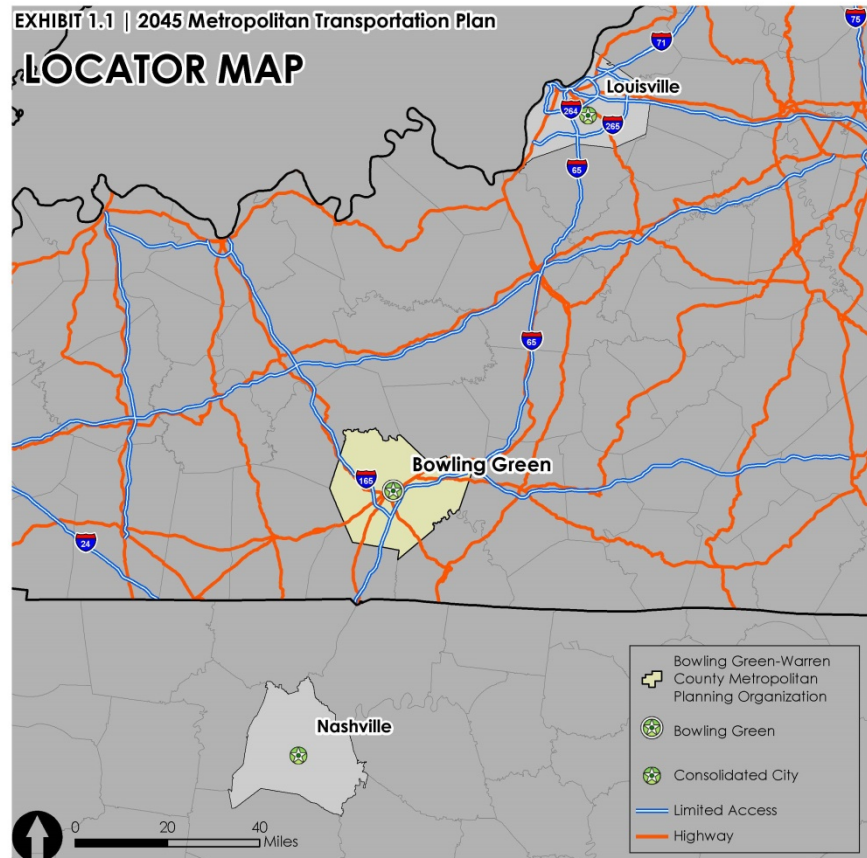 EXHIBIT 1.1 | 2045 Metropolitan Transportation Plan
LOCATOR MAP
75
71
Louisville
264
265
65
65
Bowling Green
165
24
Nashville
Bowling Green-Warren
County Metropolitan
Planning Organization
Bowling Green
Consolidated City
Limited Access
Highway
0 20 40
Miles